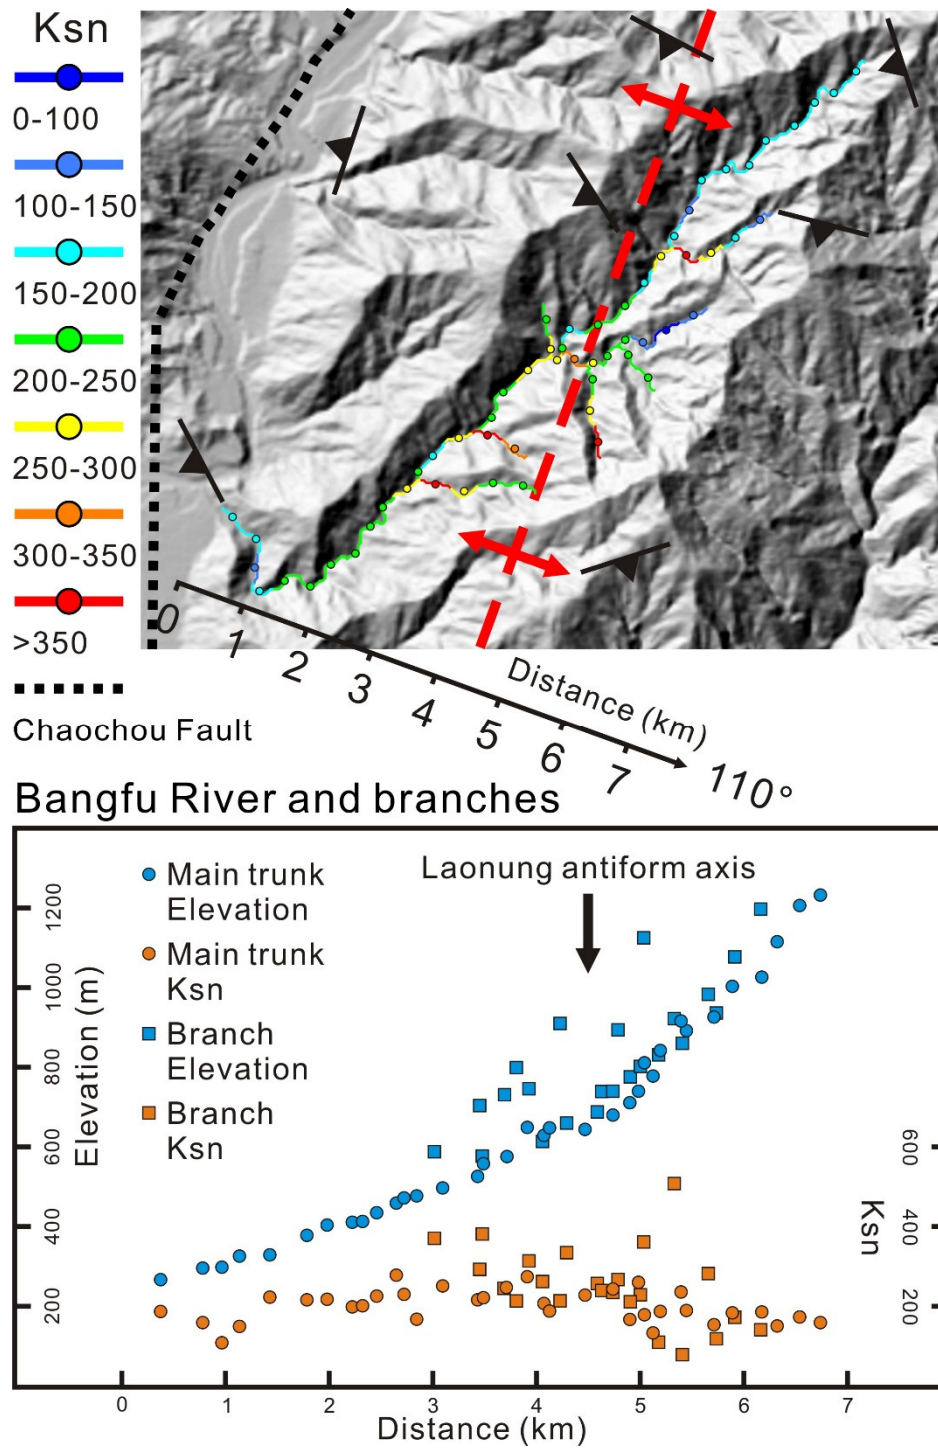 Ksn
0-100
100-150
150-200
200-250
250-300
300-350
>350
Chaochou Fault
0
1
2
3
4
5
6
7
Distance (km)
110°
Bangfu River and branches
Main trunk
Elevation
Main trunk
Ksn
Branch
Elevation
Branch
Ksn
Laonung antiform axis
Elevation (m)
1200
1000
800
600
400
200
Ksn
600
400
200
0
1
2
3
4
5
6
7
Distance (km)